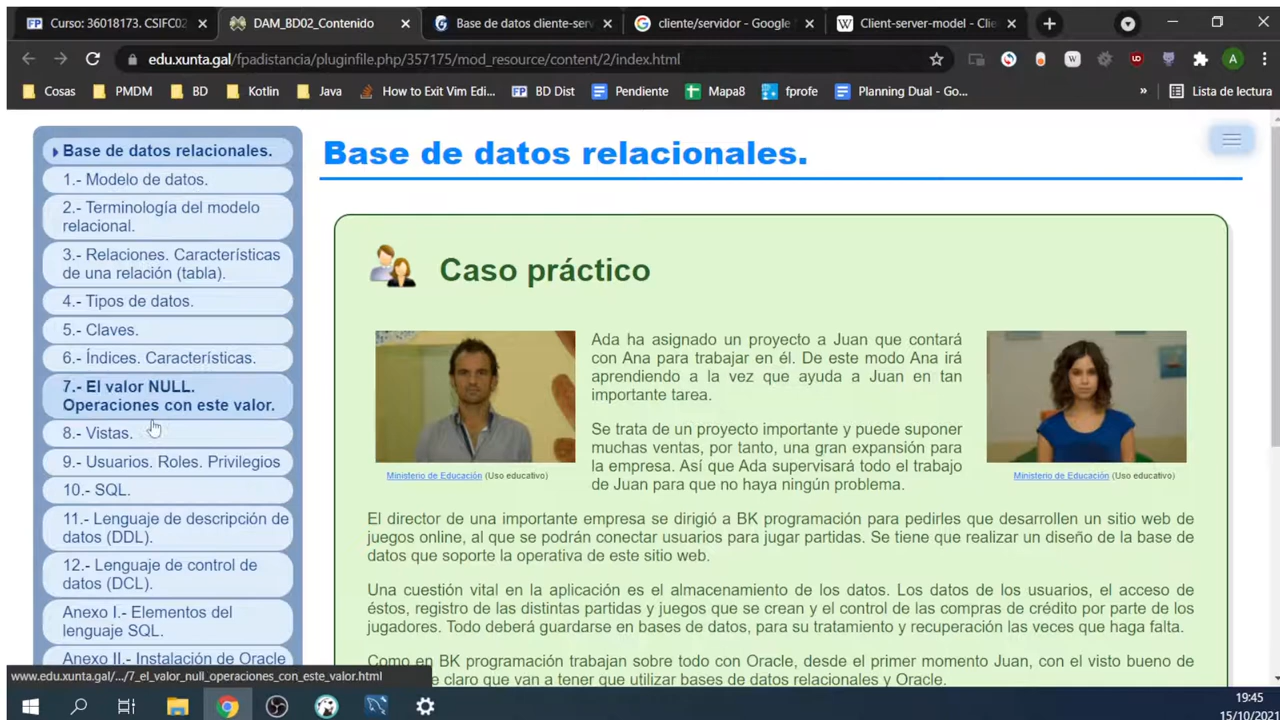 Curso: 36018173. CSIFC02
DAM_BD02_Contenido
Base de datos cliente-serv
cliente/servidor - Google
Client-server-model - Clie
edu.xunta.gal/fpadistancia/pluginfile.php/357175/mod_resource/content/2/index.html
A
Cosas
PMDM
BD
Kotlin
Java
How to Exit Vim Edi...
FP BD Dist
Pendiente
Mapa8
fprofe
Planning Dual - Go...
»
Lista de lectura
Base de datos relacionales.
1.- Modelo de datos.
2.- Terminología del modelo
relacional.
3.- Relaciones. Características
de una relación (tabla).
4.- Tipos de datos.
5.- Claves.
6.- Índices. Características.
7.- El valor NULL.
Operaciones con este valor.
8.- Vistas.
9.- Usuarios. Roles. Privilegios
10.- SQL.
11.- Lenguaje de descripción de
datos (DDL).
12.- Lenguaje de control de
datos (DCL).
Anexo I.- Elementos del
lenguaje SQL.
Anexo II.- Instalación de Oracle
www.edu.xunta.gal/.../7_el_valor_null_operaciones_con_este_valor.html
Base de datos relacionales.
Caso práctico
Ada ha asignado un proyecto a Juan que contará
con Ana para trabajar en él. De este modo Ana irá
aprendiendo a la vez que ayuda a Juan en tan
importante tarea.
Se trata de un proyecto importante y puede suponer
muchas ventas, por tanto, una gran expansión para
la empresa. Así que Ada supervisará todo el trabajo
de Juan para que no haya ningún problema.
Ministerio de Educación (Uso educativo)
Ministerio de Educación (Uso educativo)
El director de una importante empresa se dirigió a BK programación para pedirles que desarrollen un sitio web de
juegos online, al que se podrán conectar usuarios para jugar partidas. Se tiene que realizar un diseño de la base de
datos que soporte la operativa de este sitio web.
Una cuestión vital en la aplicación es el almacenamiento de los datos. Los datos de los usuarios, el acceso de
éstos, registro de las distintas partidas y juegos que se crean y el control de las compras de crédito por parte de los
jugadores. Todo deberá guardarse en bases de datos, para su tratamiento y recuperación las veces que haga falta.
Como en BK programación trabajan sobre todo con Oracle, desde el primer momento Juan, con el visto bueno de
e claro que van a tener que utilizar bases de datos relacionales y Oracle.
19:45
15/10/2021